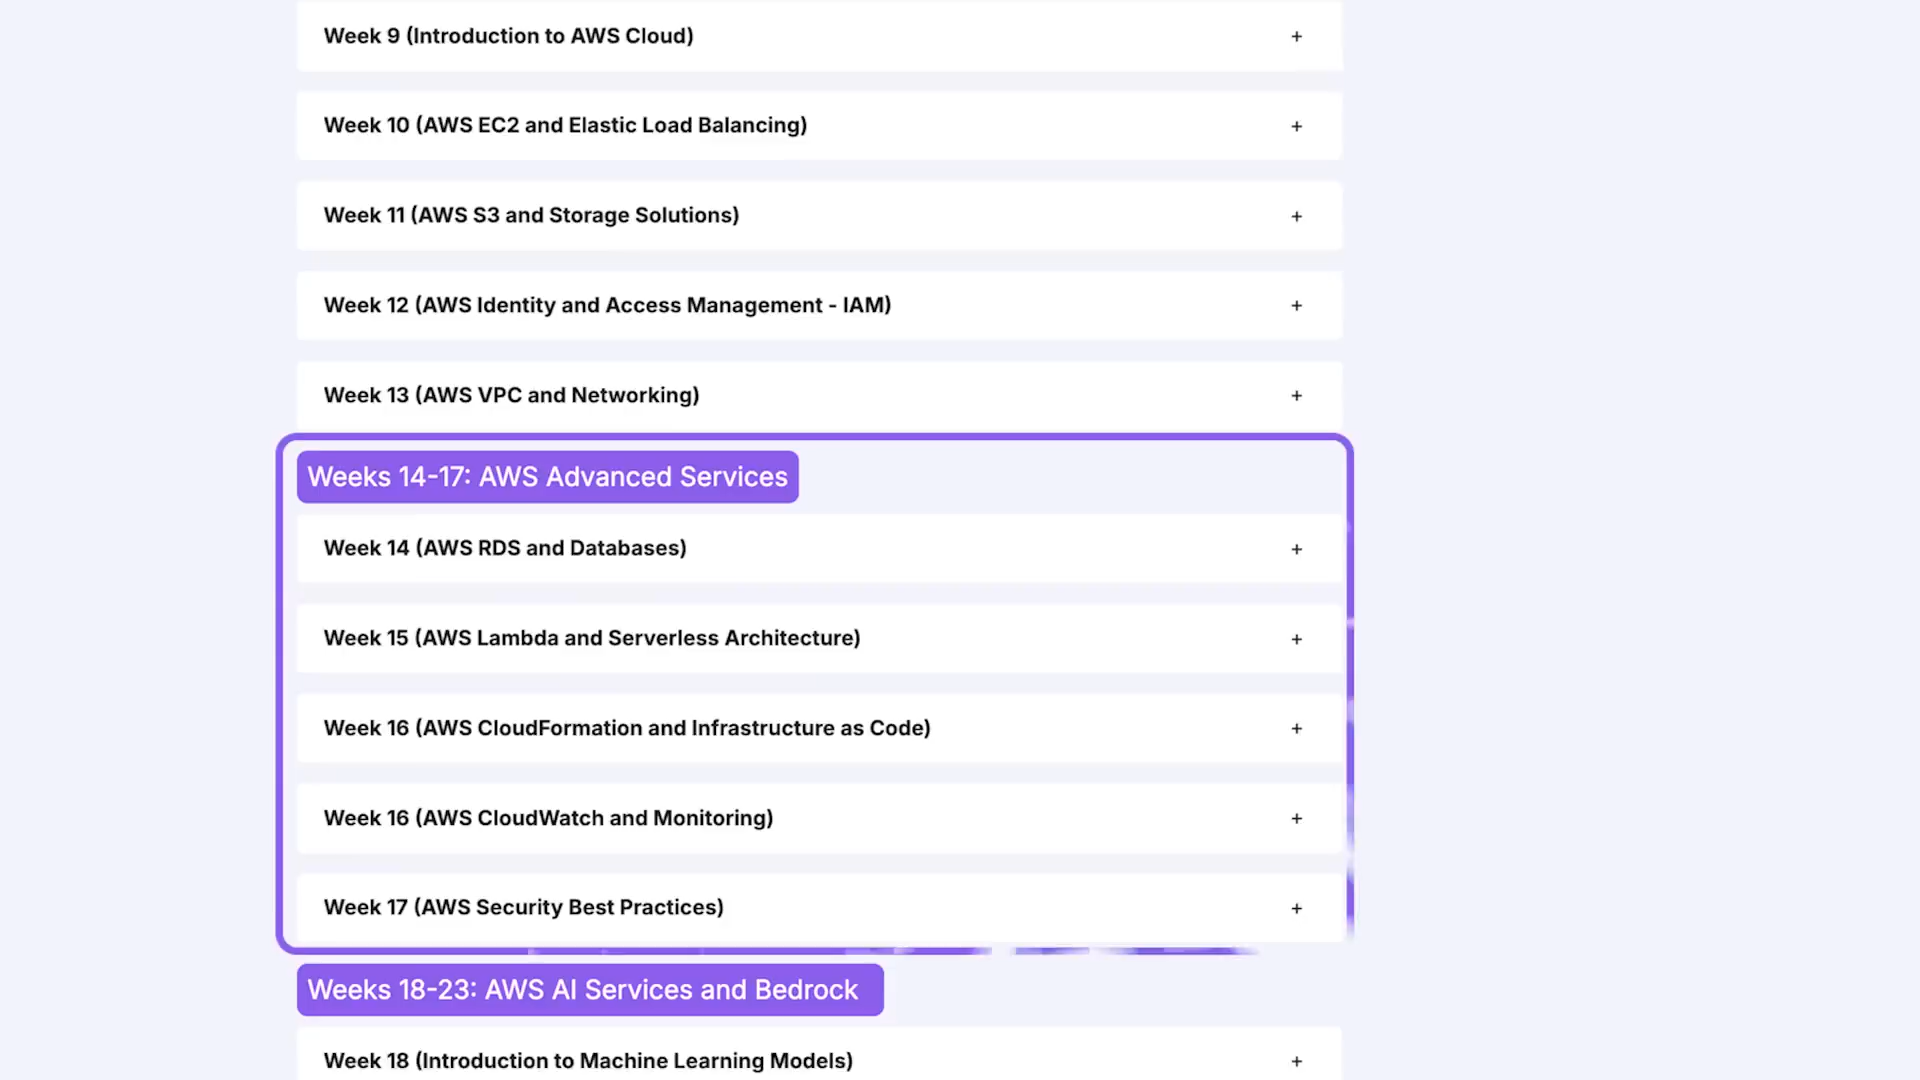 Week 9 (Introduction to AWS Cloud)
+
Week 10 (AWS EC2 and Elastic Load Balancing)
+
Week 11 (AWS S3 and Storage Solutions)
+
Week 12 (AWS Identity and Access Management - IAM)
+
Week 13 (AWS VPC and Networking)
+
Weeks 14-17: AWS Advanced Services
Week 14 (AWS RDS and Databases)
+
Week 15 (AWS Lambda and Serverless Architecture)
+
Week 16 (AWS CloudFormation and Infrastructure as Code)
+
Week 16 (AWS CloudWatch and Monitoring)
+
Week 17 (AWS Security Best Practices)
+
Weeks 18-23: AWS AI Services and Bedrock
Week 18 (Introduction to Machine Learning Models)
+